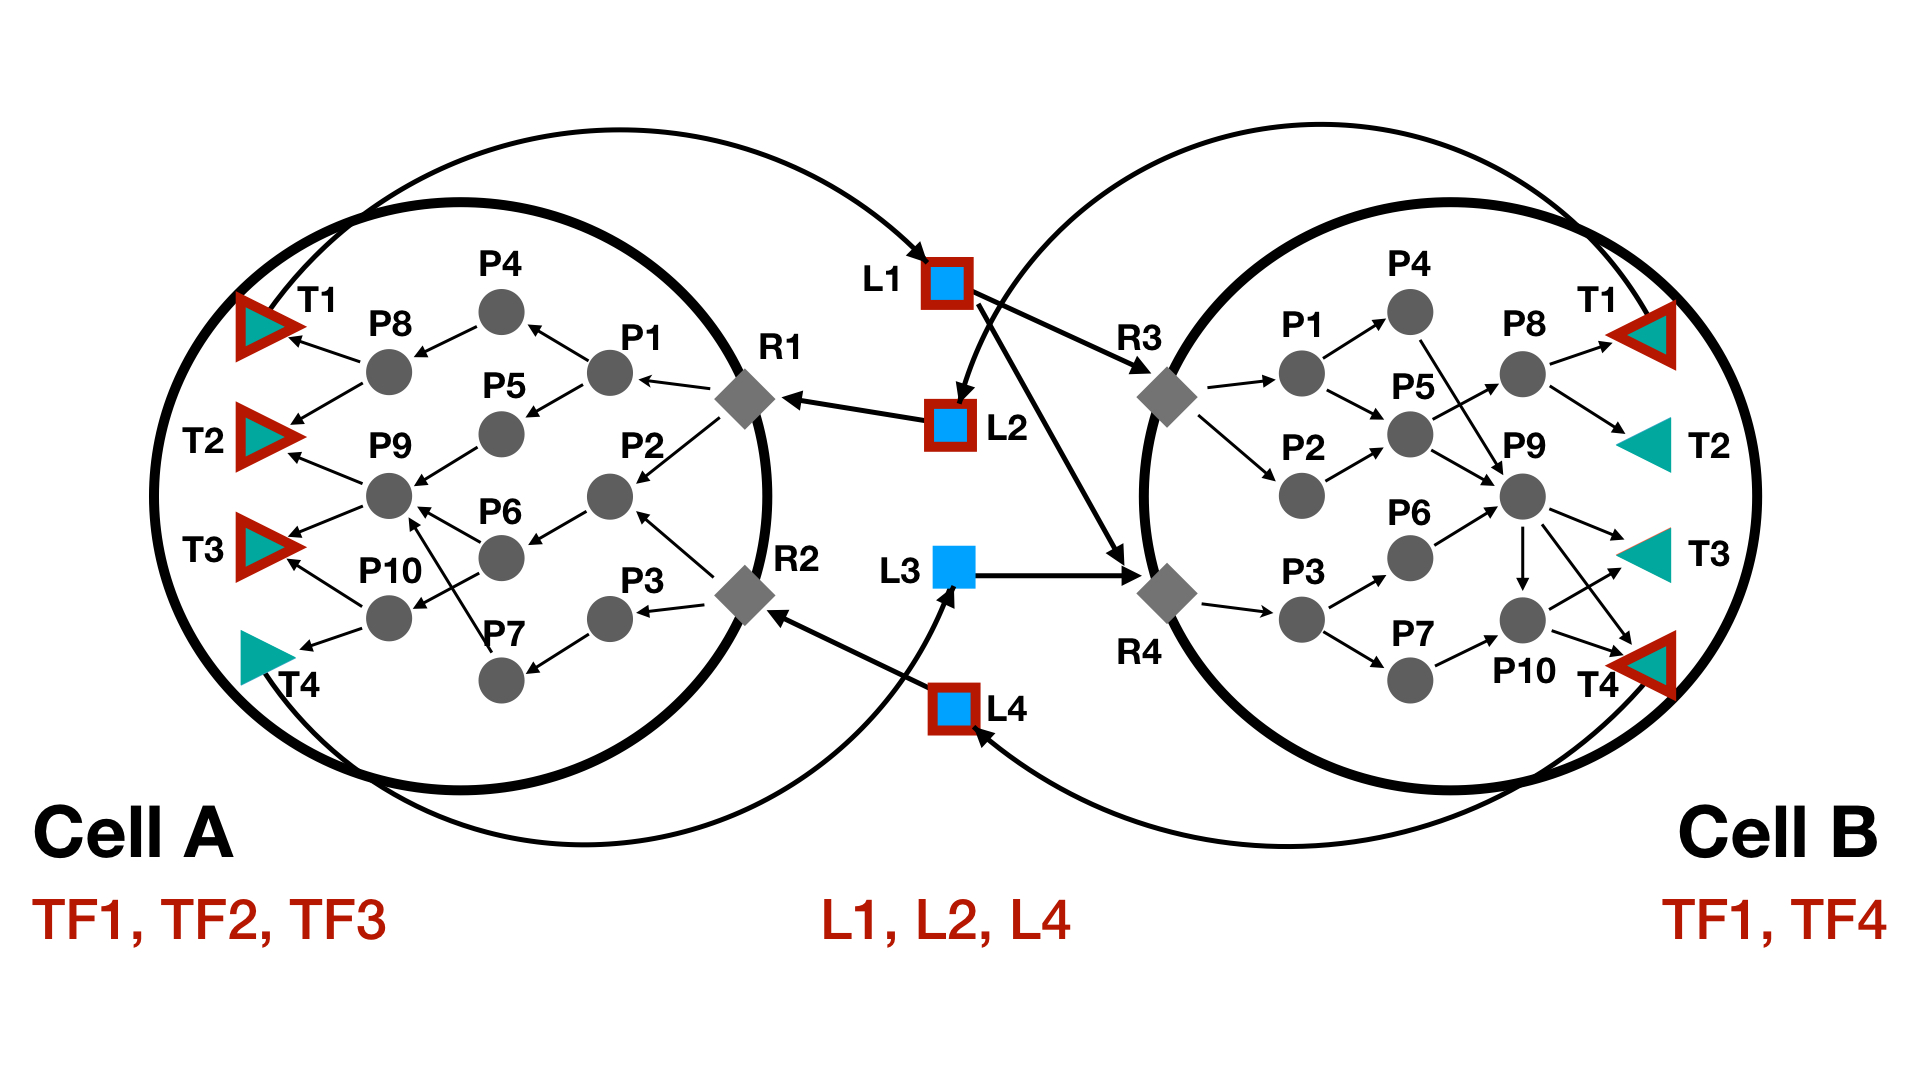 P4
P4
L1
T1
T1
P8
P1
R1
R3
P1
P8
P5
P5
T2
P9
P2
L2
P2
P9
T2
P6
P6
T3
P10
P3
R2
L3
P3
T3
P7
P7
R4
P10
T4
L4
T4
Cell A
Cell B
TF1, TF2, TF3
L1, L2, L4
TF1, TF4